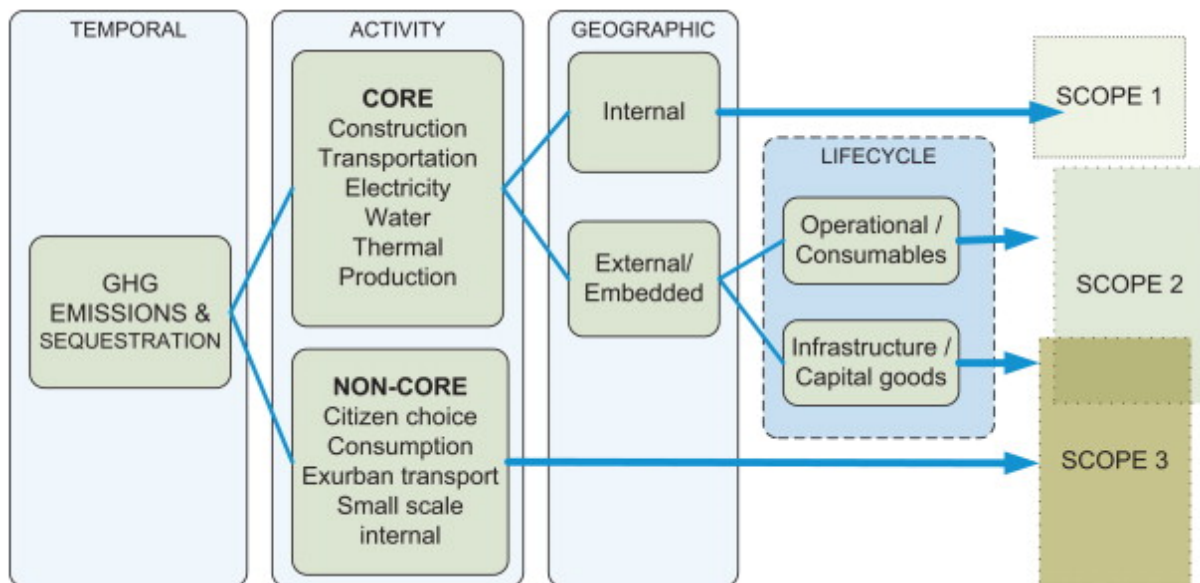 TEMPORAL
GHG
EMISSIONS &
SEQUESTRATION
ACTIVITY
CORE
Construction
Transportation
Electricity
Water
Thermal
Production
NON-CORE
Citizen choice
Consumption
Exurban transport
Small scale
internal
GEOGRAPHIC
Internal
External/
Embedded
LIFECYCLE
Operational /
Consumables
Infrastructure /
Capital goods
SCOPE 1
SCOPE 2
SCOPE 3